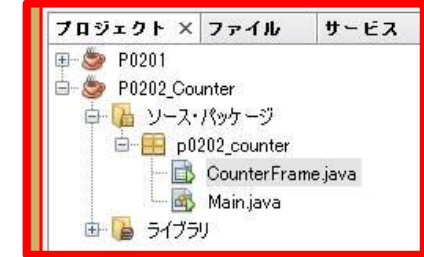 プロジェクト × ファイル サービス
P0201
P0202_Counter
ソース・パッケージ
p0202_counter
CounterFrame.java
Main.java
ライブラリ